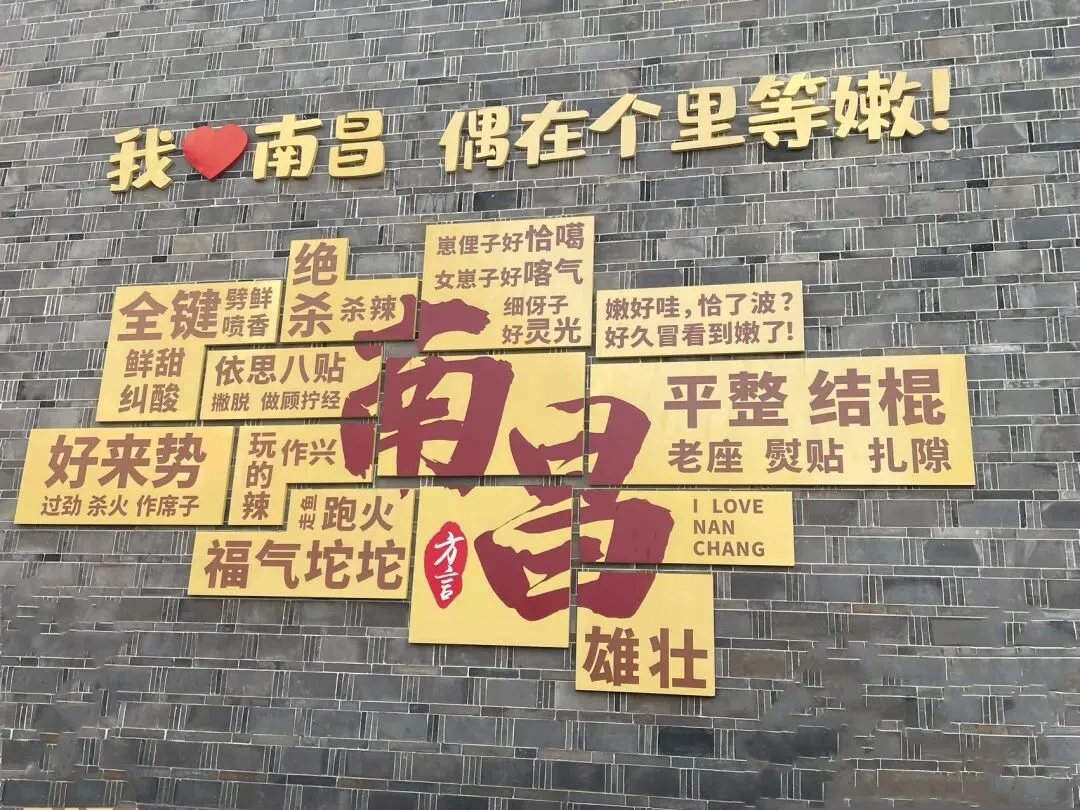 我❤南昌 偶在个里等嫩!
崽俚子好恰噶
女崽子好喀气
细伢子
好灵光
绝杀 杀辣
全键 劈鲜 喷香
鲜甜
纠酸
嫩好哇,恰了波?
好久冒看到嫩了!
依思八贴
撇脱 做顾拧经
南昌
方言
平整 结棍
老座 熨贴 扎隙
好来势
过劲 杀火 作席子
玩的辣 作兴
走鱼 跑火
福气坨坨
I LOVE
NAN
CHANG
雄壮